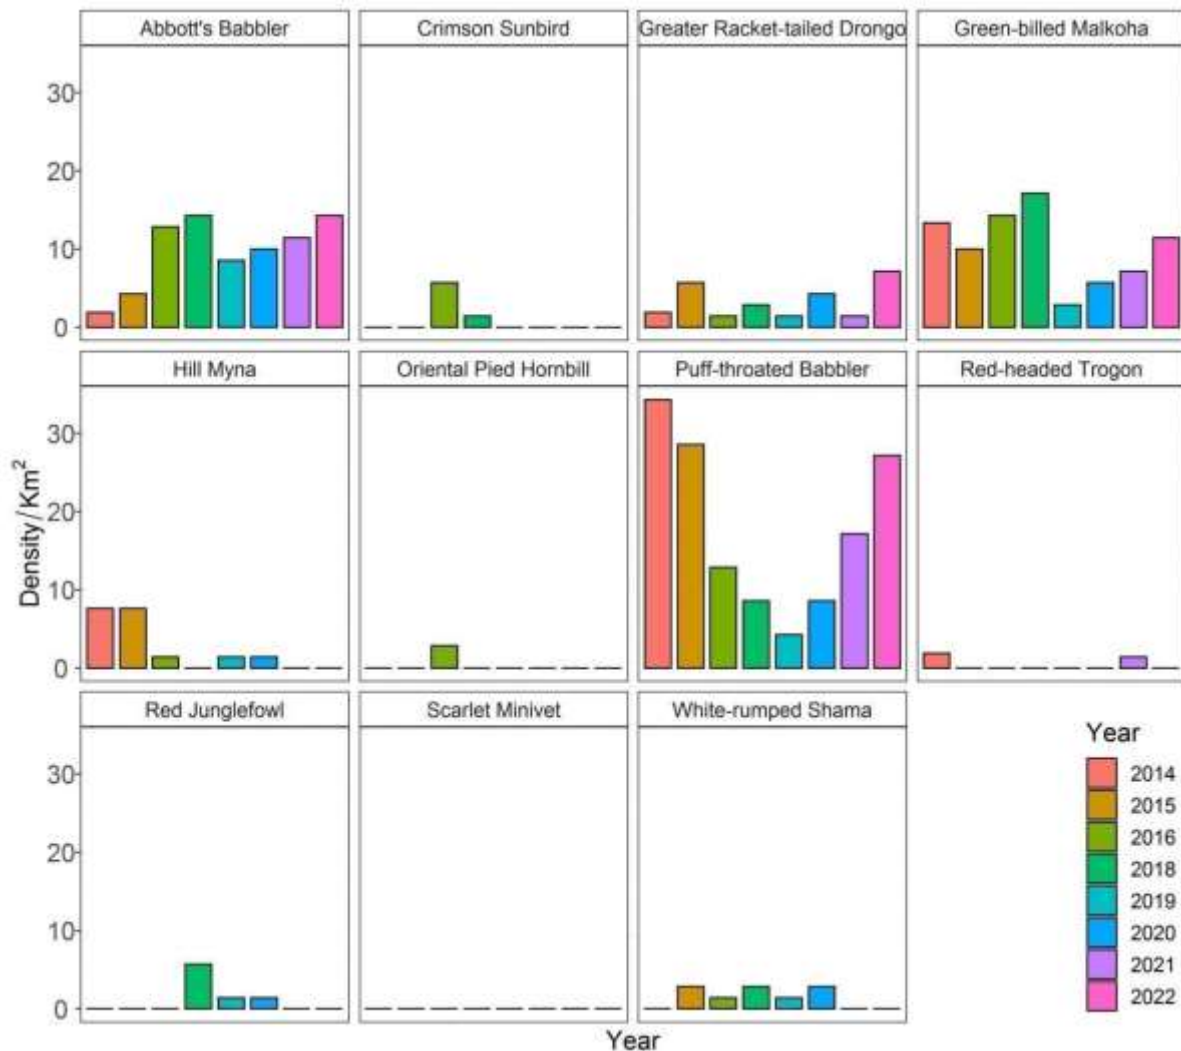 Abbott's Babbler
Crimson Sunbird
Greater Racket-tailed Drongo
Green-billed Malkoha
30
20
10
0
Hill Myna
Oriental Pied Hornbill
Puff-throated Babbler
Red-headed Trogon
Density/Km²
30
20
10
0
Red Junglefowl
Scarlet Minivet
White-rumped Shama
30
20
10
0
Year
Year
2014
2015
2016
2018
2019
2020
2021
2022